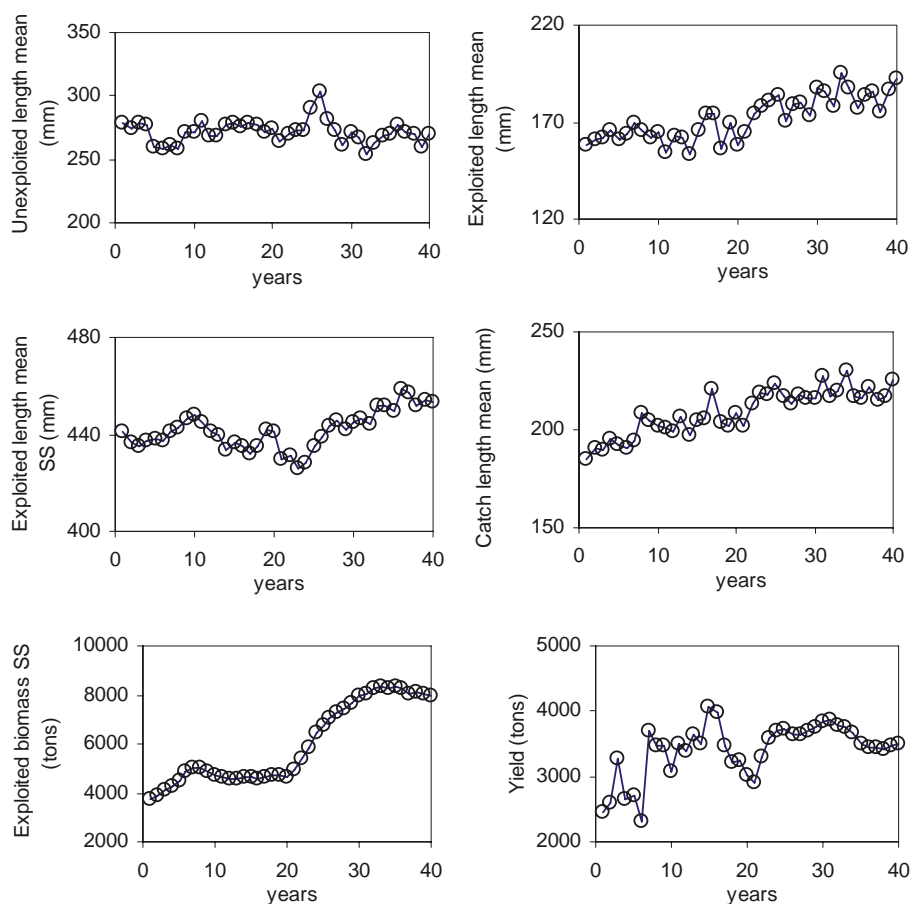 Unexploited length mean
(mm)
350
300
250
200
0 10 20 30 40
years
Exploited length mean
(mm)
220
170
120
0 10 20 30 40
years
Exploited length mean
SS (mm)
480
440
400
0 10 20 30 40
years
Catch length mean (mm)
250
200
150
0 10 20 30 40
years
Exploited biomass SS
(tons)
10000
8000
6000
4000
2000
0 10 20 30 40
years
Yield (tons)
5000
4000
3000
2000
0 10 20 30 40
years